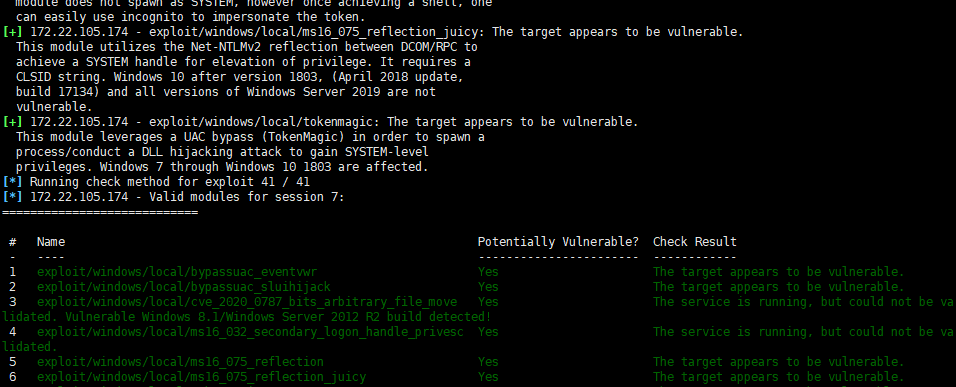 module does not spawn as SYSTEM, however once achieving a shell, one
can easily use incognito to impersonate the token.
[+] 172.22.105.174 - exploit/windows/local/ms16_075_reflection_juicy: The target appears to be vulnerable.
This module utilizes the Net-NTLMv2 reflection between DCOM/RPC to
achieve a SYSTEM handle for elevation of privilege. It requires a
CLSID string. Windows 10 after version 1803, (April 2018 update,
build 17134) and all versions of Windows Server 2019 are not
vulnerable.
[+] 172.22.105.174 - exploit/windows/local/tokenmagic: The target appears to be vulnerable.
This module leverages a UAC bypass (TokenMagic) in order to spawn a
process/conduct a DLL hijacking attack to gain SYSTEM-level
privileges. Windows 7 through Windows 10 1803 are affected.
[*] Running check method for exploit 41 / 41
[*] 172.22.105.174 - Valid modules for session 7:
============================
# Name Potentially Vulnerable? Check Result
- ---- ----------------------- ------------
1 exploit/windows/local/bypassuac_eventvwr Yes The target appears to be vulnerable.
2 exploit/windows/local/bypassuac_sluihijack Yes The target appears to be vulnerable.
3 exploit/windows/local/cve_2020_0787_bits_arbitrary_file_move Yes The service is running, but could not be va
lidated. Vulnerable Windows 8.1/Windows Server 2012 R2 build detected!
4 exploit/windows/local/ms16_032_secondary_logon_handle_privesc Yes The service is running, but could not be va
lidated.
5 exploit/windows/local/ms16_075_reflection Yes The target appears to be vulnerable.
6 exploit/windows/local/ms16_075_reflection_juicy Yes The target appears to be vulnerable.